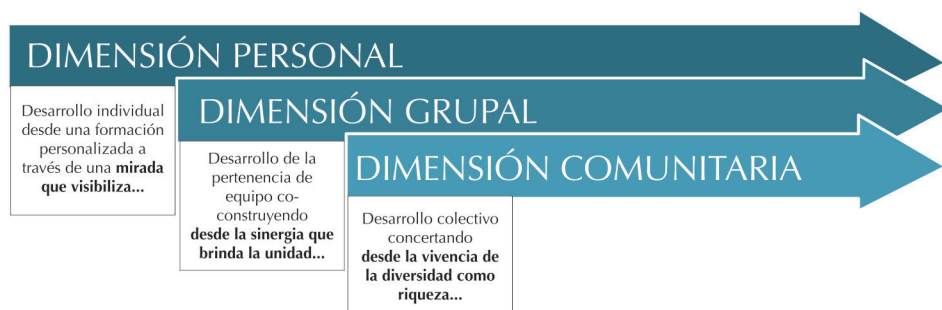 DIMENSIÓN PERSONAL
Desarrollo individual
desde una formación
personalizada a
través de una mirada
que visibiliza...
DIMENSIÓN GRUPAL
Desarrollo de la
pertenencia de
equipo co-
construyendo
desde la sinergia que
brinda la unidad...
DIMENSIÓN COMUNITARIA
Desarrollo colectivo
concertando
desde la vivencia de
la diversidad como
riqueza...